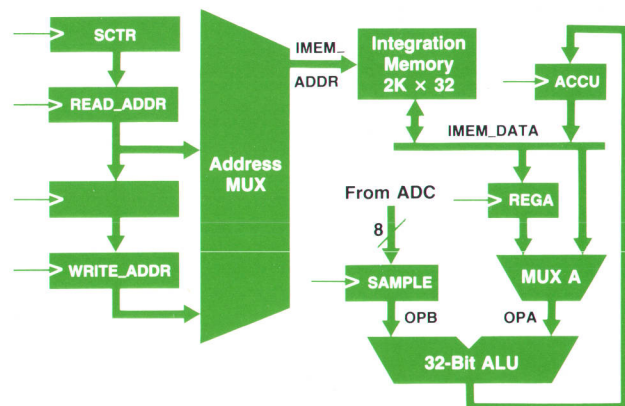 SCTR
READ_ADDR
WRITE_ADDR
Address
MUX
IMEM_
ADDR
Integration
Memory
2K × 32
ACCU
IMEM_DATA
From ADC
8
REGA
SAMPLE
MUX A
OPB
OPA
32-Bit ALU